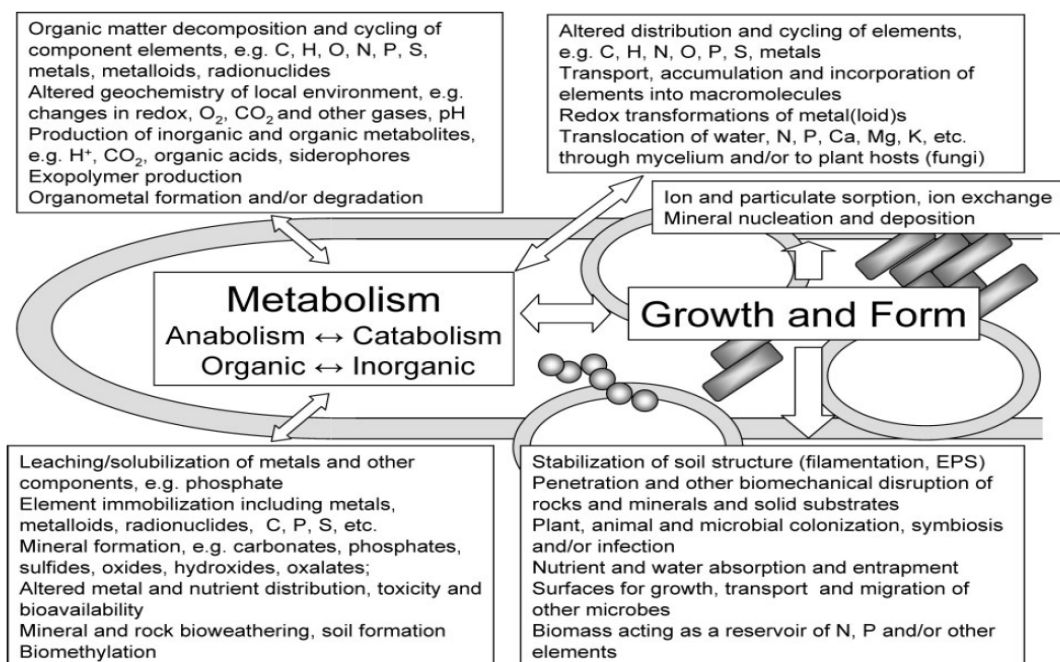 Organic matter decomposition and cycling of
component elements, e.g. C, H, O, N, P, S,
metals, metalloids, radionuclides
Altered geochemistry of local environment, e.g.
changes in redox, O₂, CO₂ and other gases, pH
Production of inorganic and organic metabolites,
e.g. H⁺, CO₂, organic acids, siderophores
Exopolymer production
Organometal formation and/or degradation
Altered distribution and cycling of elements,
e.g. C, H, N, O, P, S, metals
Transport, accumulation and incorporation of
elements into macromolecules
Redox transformations of metal(loid)s
Translocation of water, N, P, Ca, Mg, K, etc.
through mycelium and/or to plant hosts (fungi)
Ion and particulate sorption, ion exchange
Mineral nucleation and deposition
Metabolism
Anabolism ↔ Catabolism
Organic ↔ Inorganic
Growth and Form
Leaching/solubilization of metals and other
components, e.g. phosphate
Element immobilization including metals,
metalloids, radionuclides, C, P, S, etc.
Mineral formation, e.g. carbonates, phosphates,
sulfides, oxides, hydroxides, oxalates;
Altered metal and nutrient distribution, toxicity and
bioavailability
Mineral and rock bioweathering, soil formation
Biomethylation
Stabilization of soil structure (filamentation, EPS)
Penetration and other biomechanical disruption of
rocks and minerals and solid substrates
Plant, animal and microbial colonization, symbiosis
and/or infection
Nutrient and water absorption and entrapment
Surfaces for growth, transport and migration of
other microbes
Biomass acting as a reservoir of N, P and/or other
elements